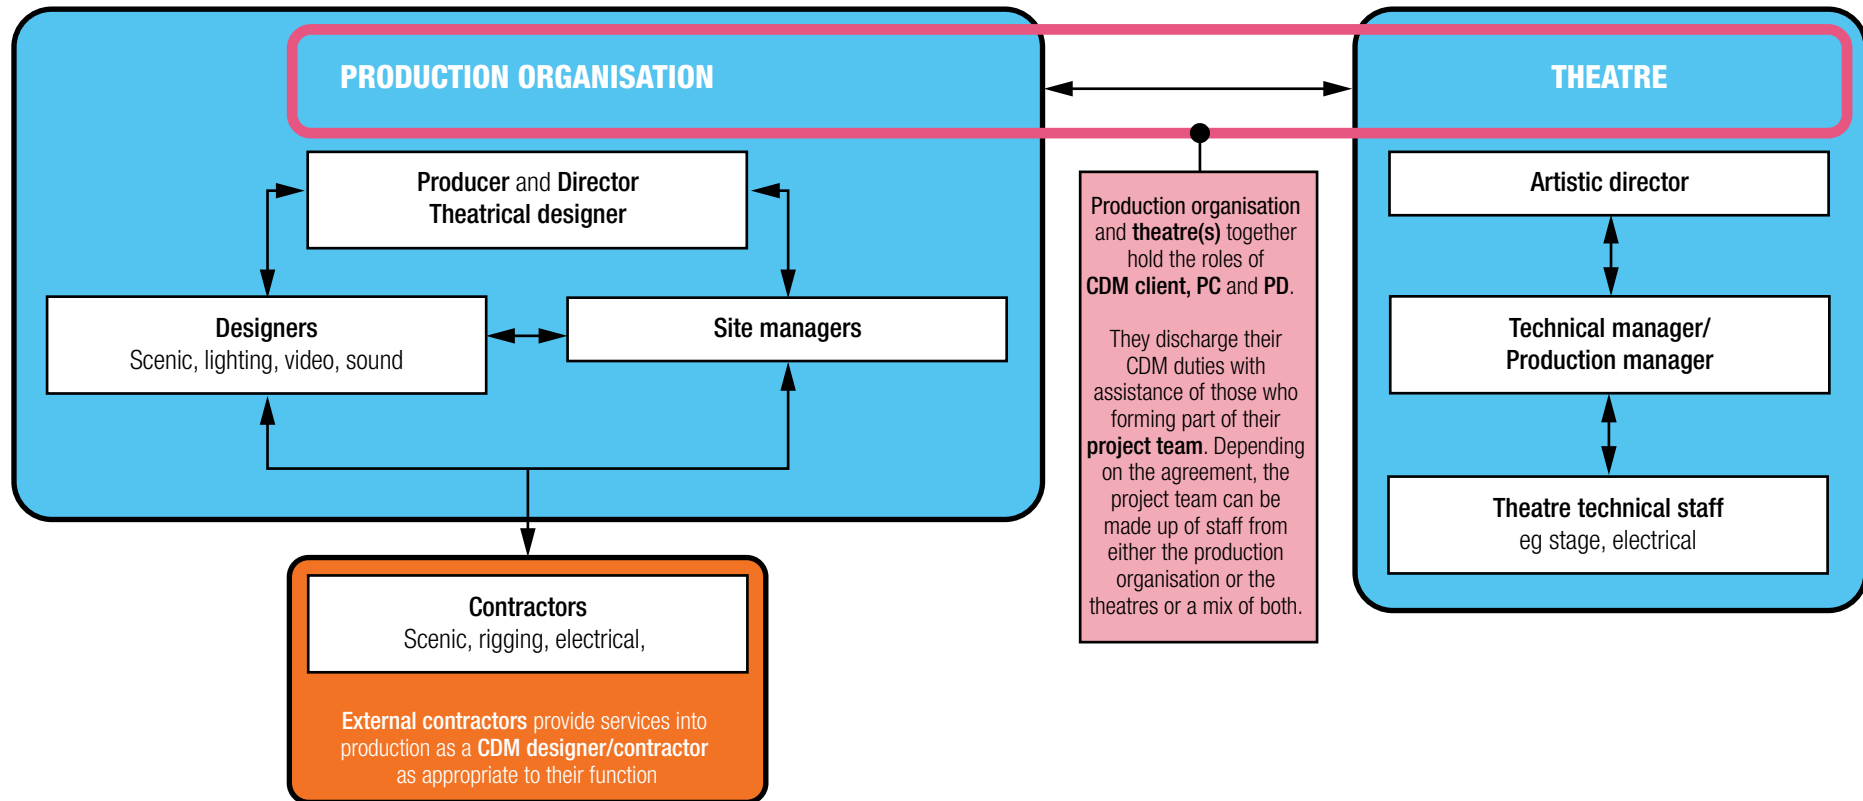 PRODUCTION ORGANISATION
Producer and Director
Theatrical designer
Designers
Scenic, lighting, video, sound
Site managers
Contractors
Scenic, rigging, electrical,
External contractors provide services into
production as a CDM designer/contractor
as appropriate to their function
Production organisation
and theatre(s) together
hold the roles of
CDM client, PC and PD.
They discharge their
CDM duties with
assistance of those who
forming part of their
project team. Depending
on the agreement, the
project team can be
made up of staff from
either the production
organisation or the
theatres or a mix of both.
THEATRE
Artistic director
Technical manager/
Production manager
Theatre technical staff
eg stage, electrical